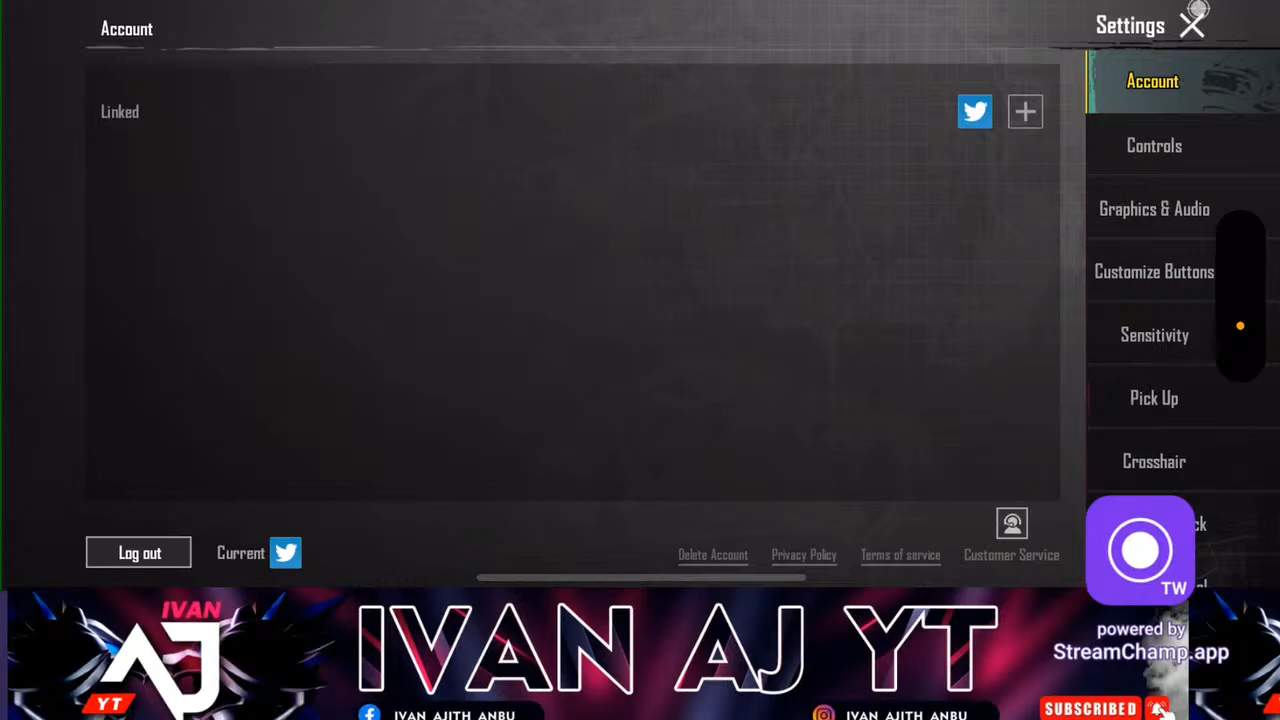 Account
Settings
Linked
Account
Controls
Graphics & Audio
Customize Buttons
Sensitivity
Pick Up
Crosshair
Log out
Current
Delete Account
Privacy Policy
Terms of service
Customer Service
TW
powered by
StreamChamp.app
IVAN
AJ
YT
IVAN AJ YT
IVAN AJITH ANBU
IVAN AJITH ANBU
SUBSCRIBED